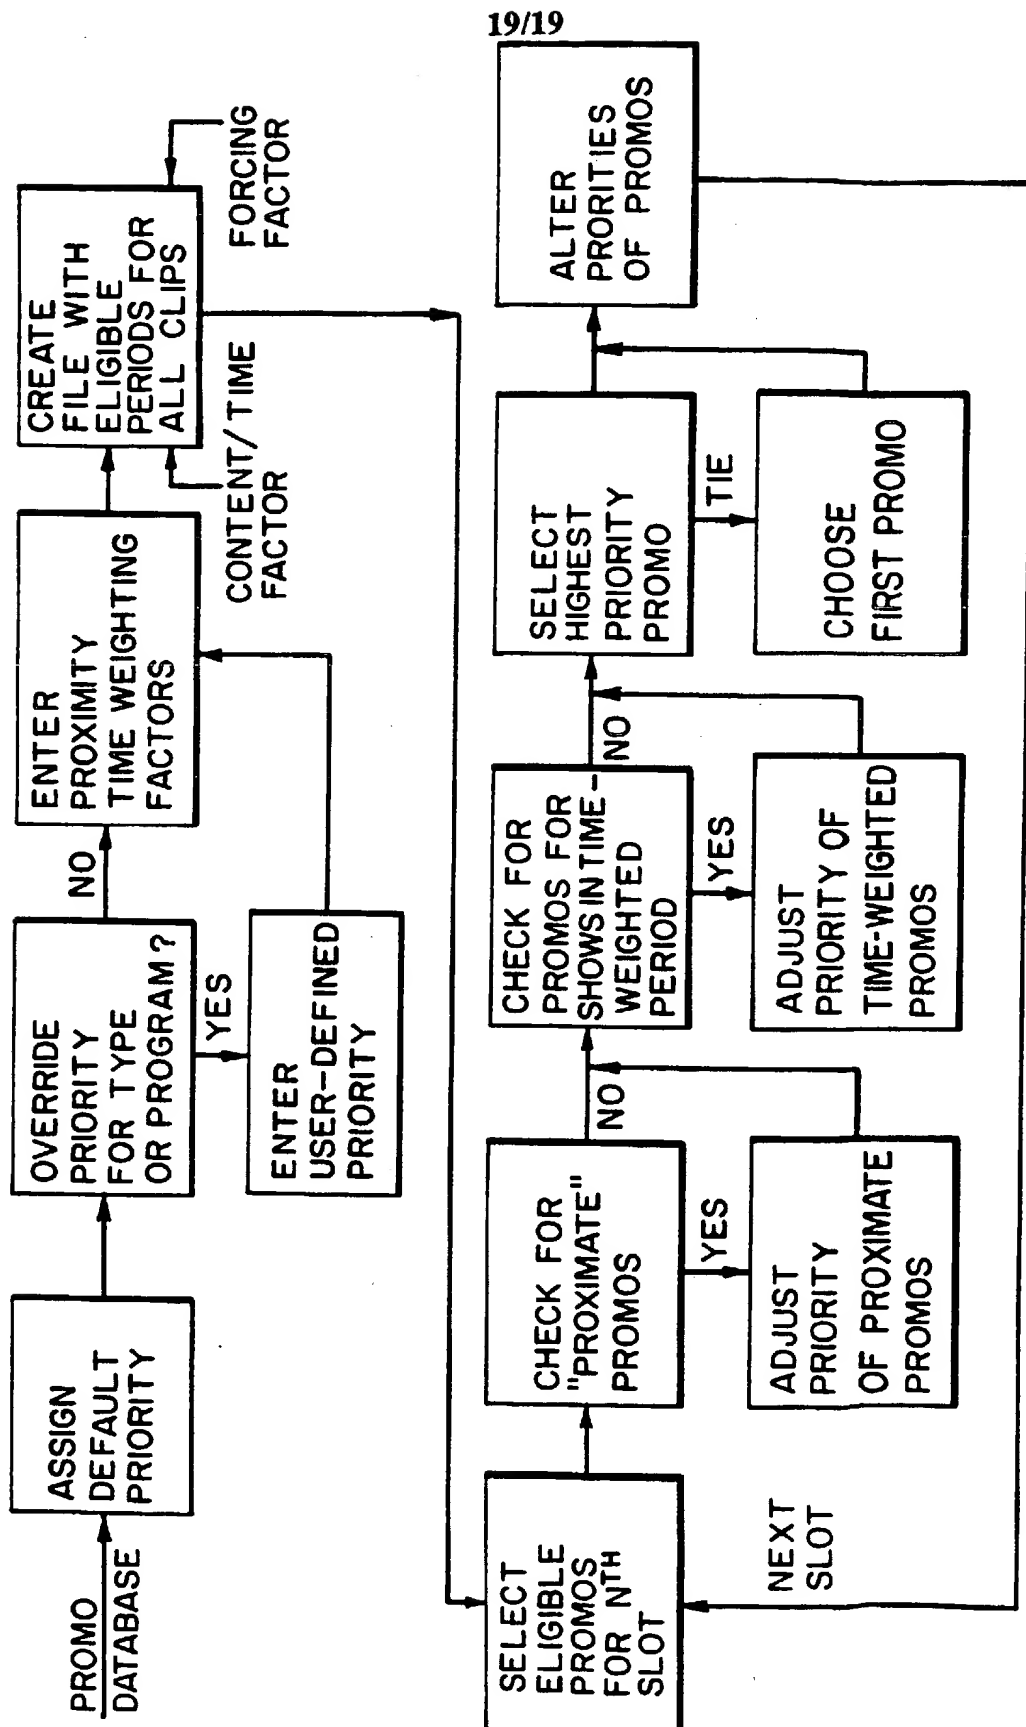 19/19
PROMO
DATABASE
ASSIGN
DEFAULT
PRIORITY
OVERRIDE
PRIORITY
FOR TYPE
OR PROGRAM?
YES
NO
ENTER
USER-DEFINED
PRIORITY
ENTER
PROXIMITY
TIME WEIGHTING
FACTORS
CREATE
FILE WITH
ELIGIBLE
PERIODS FOR
ALL CLIPS
CONTENT/TIME
FACTOR
FORCING
FACTOR
SELECT
ELIGIBLE
PROMOS
FOR NTH
SLOT
NEXT
SLOT
CHECK FOR
"PROXIMATE"
PROMOS
YES
NO
ADJUST
PRIORITY
OF PROXIMATE
PROMOS
CHECK FOR
PROMOS FOR
SHOWS IN TIME-
WEIGHTED
PERIOD
YES
NO
ADJUST
PRIORITY OF
TIME-WEIGHTED
PROMOS
SELECT
HIGHEST
PRIORITY
PROMO
TIE
CHOOSE
FIRST PROMO
ALTER
PRORITIES
OF PROMOS